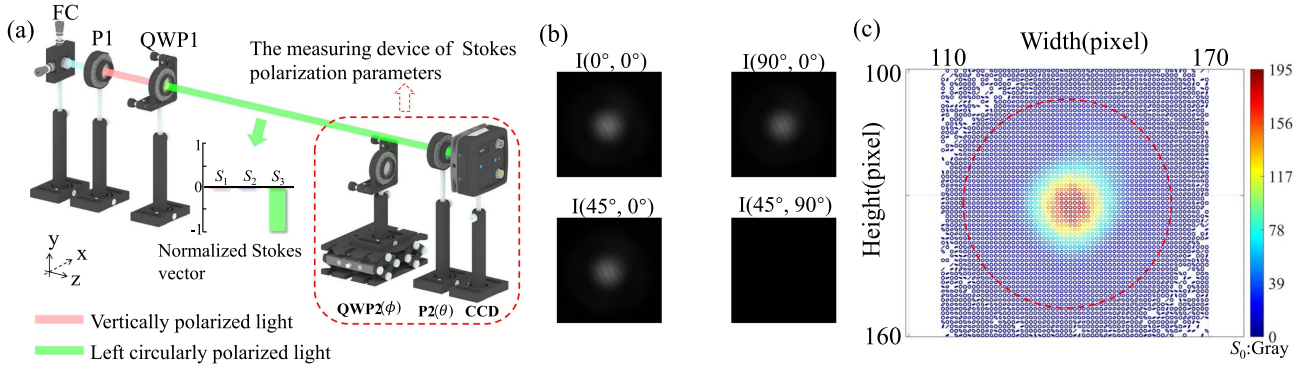 (a)
FC
P1
QWP1
The measuring device of Stokes
polarization parameters
1
0
-1
S₁ S₂ S₃
Normalized Stokes
vector
y
x
z
QWP2(ϕ) P2(θ) CCD
Vertically polarized light
Left circularly polarized light
(b)
I(0°, 0°)
I(90°, 0°)
I(45°, 0°)
I(45°, 90°)
(c)
Width(pixel)
110 170
100
Height(pixel)
160
195
156
117
78
39
0
S₀:Gray